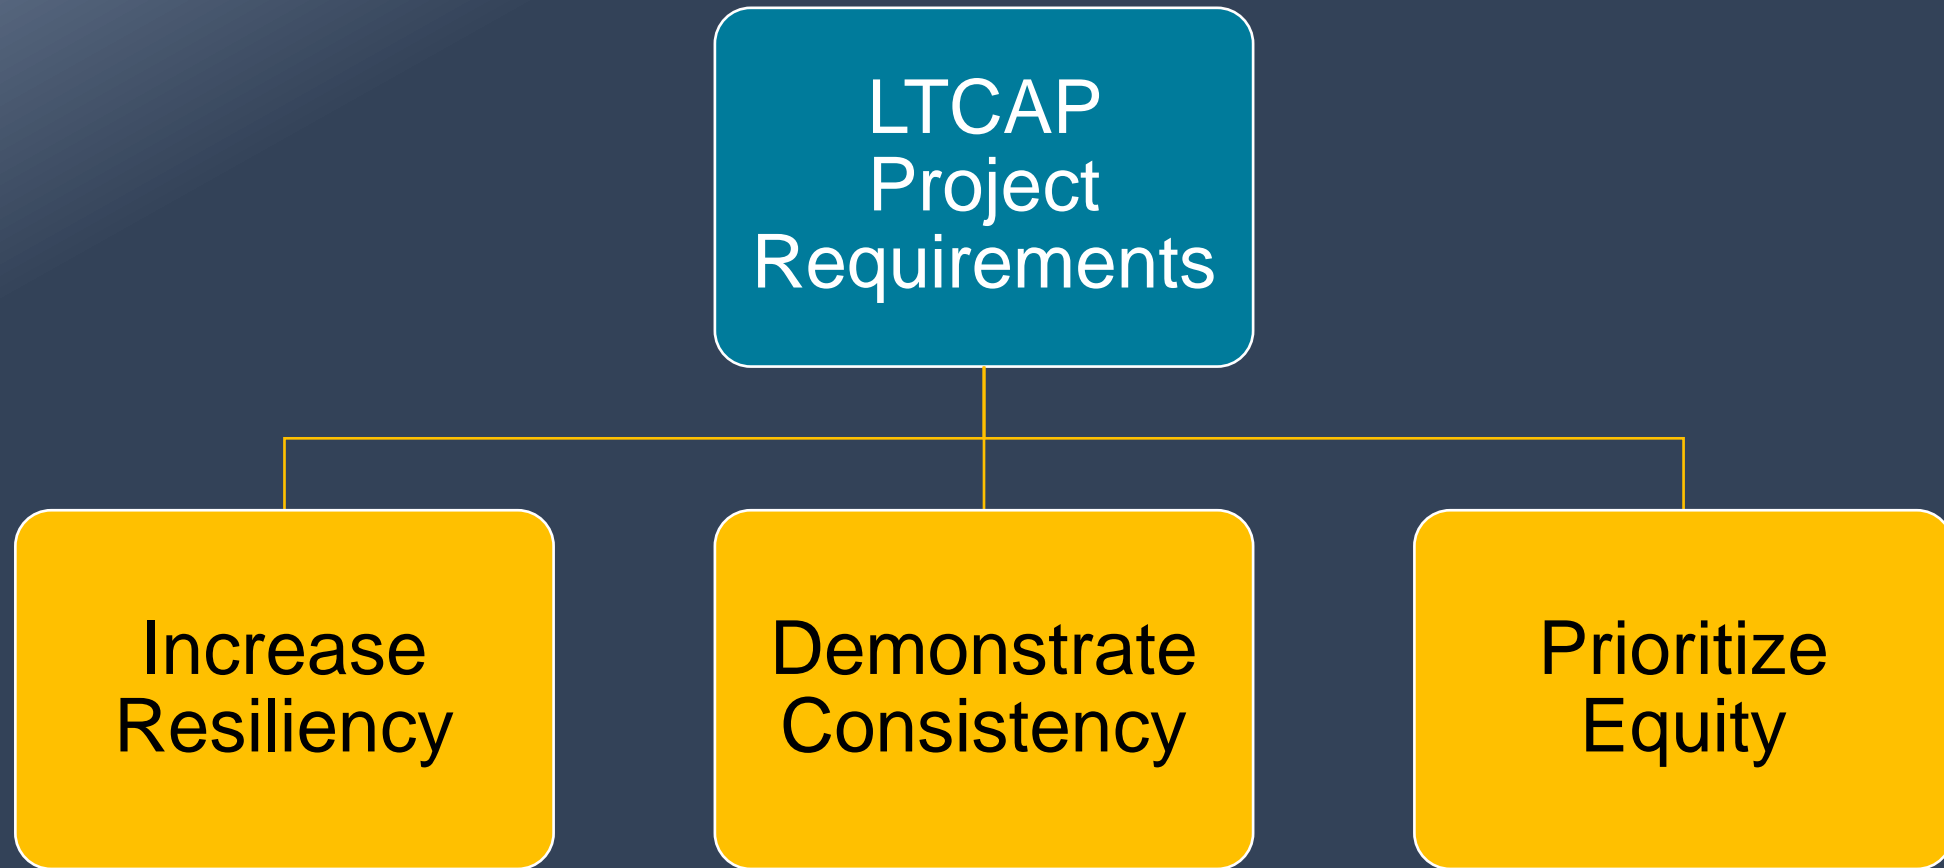 LTCAP
Project
Requirements
Increase
Resiliency
Demonstrate
Consistency
Prioritize
Equity